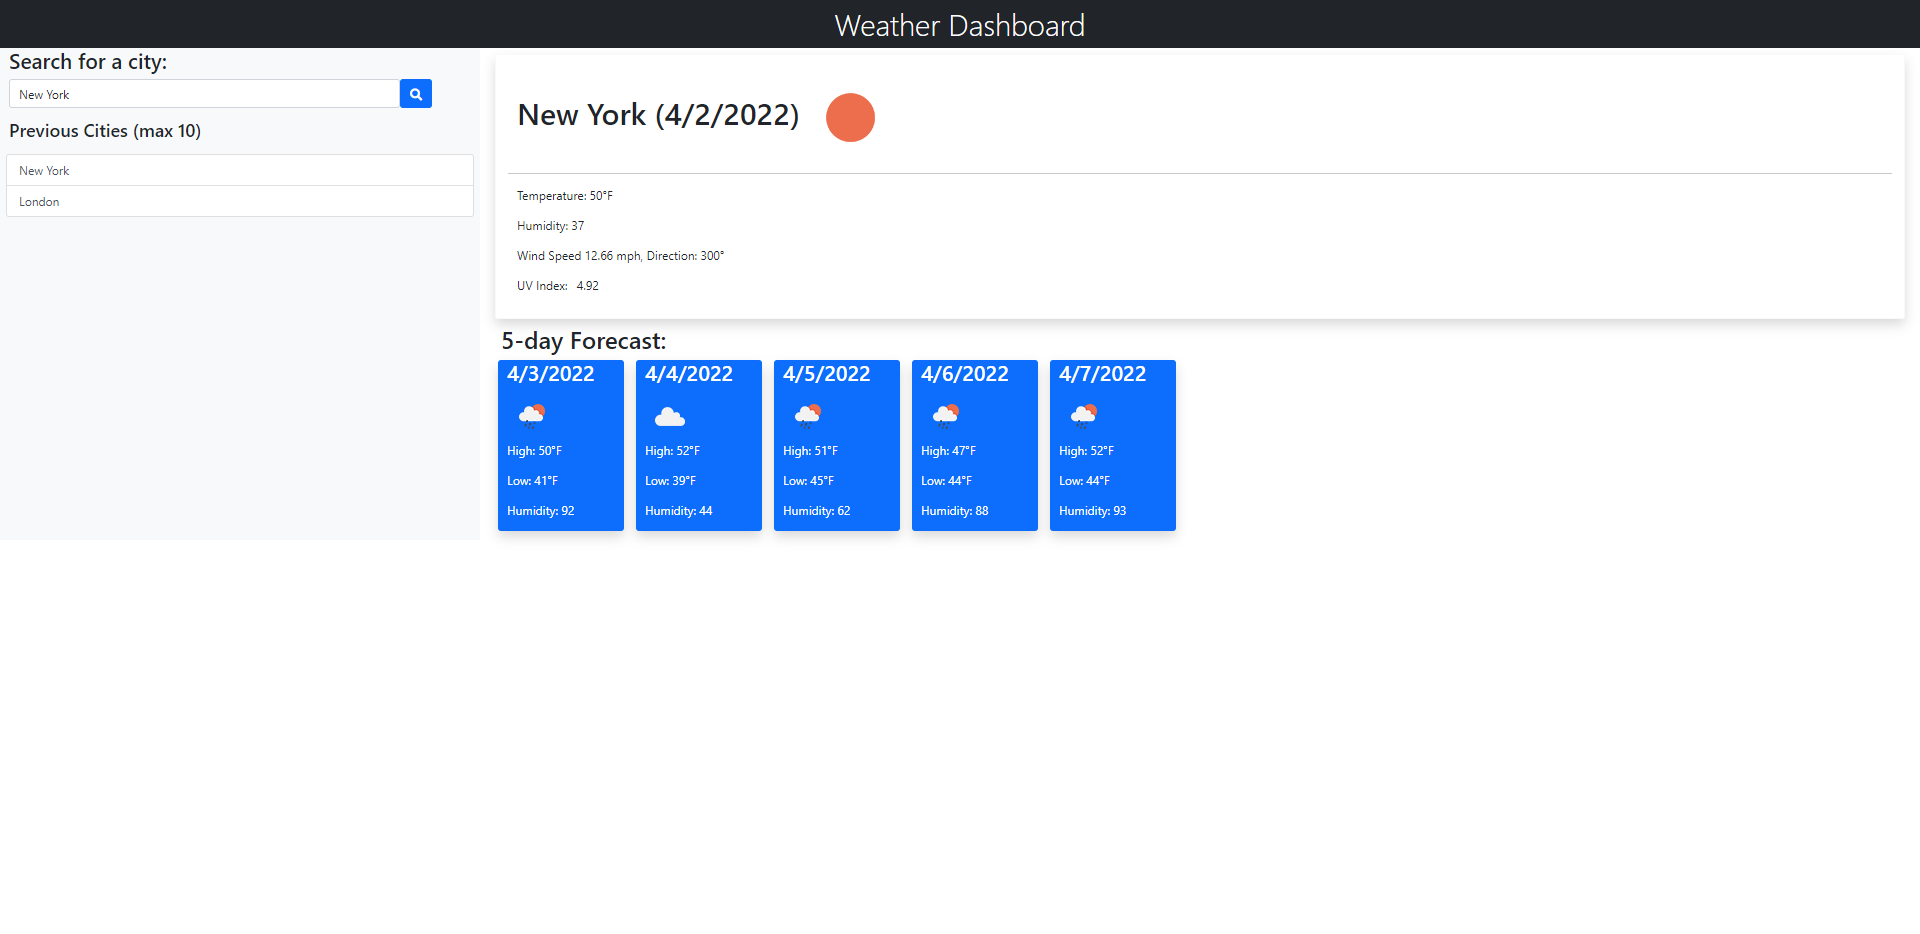 Weather Dashboard
Search for a city:
New York
Previous Cities (max 10)
New York
London
New York (4/2/2022)
Temperature: 50°F
Humidity: 37
Wind Speed 12.66 mph, Direction: 300°
UV Index: 4.92
5-day Forecast:
4/3/2022
High: 50°F
Low: 41°F
Humidity: 92
4/4/2022
High: 52°F
Low: 39°F
Humidity: 44
4/5/2022
High: 51°F
Low: 45°F
Humidity: 62
4/6/2022
High: 47°F
Low: 44°F
Humidity: 88
4/7/2022
High: 52°F
Low: 44°F
Humidity: 93